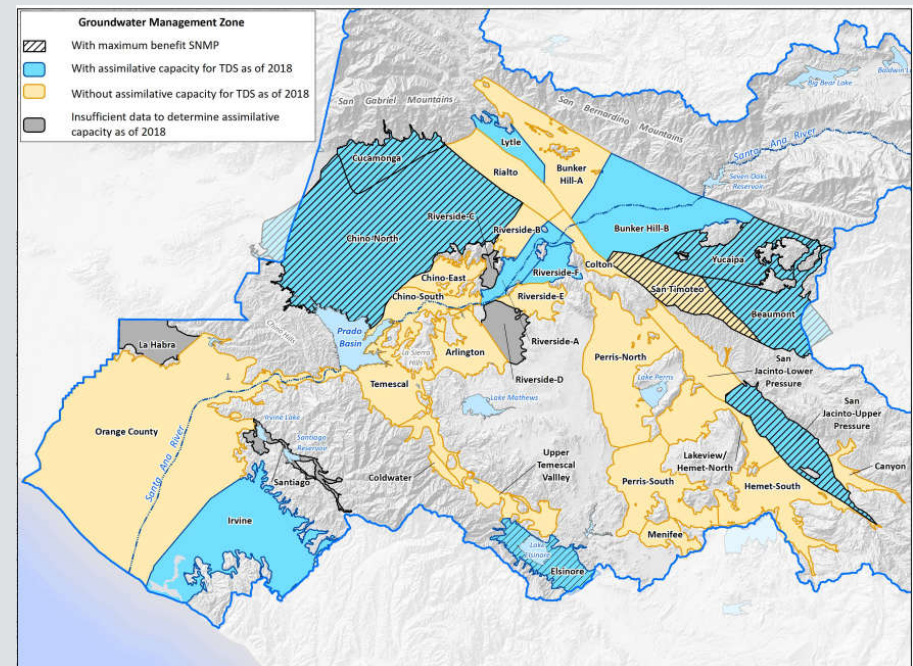 Groundwater Management Zone
With maximum benefit SNMP
With assimilative capacity for TDS as of 2018
Without assimilative capacity for TDS as of 2018
Insufficient data to determine assimilative
capacity as of 2018
San Gabriel Mountains
San Bernardino Mountains
Big Bear Lake
Baldwin
Santa Ana River
Seven Oaks
Reservoir
Lytle
Cucamonga
Rialto
Bunker
Hill-A
Riverside-C
Riverside-B
Bunker Hill-B
Chino-North
Yucaipa
Colton
Riverside-F
Chino-East
San Timoteo
Chino-South
Riverside-E
Beaumont
Prado
Basin
Chino Hills
La Habra
La Sierra
Hills
Arlington
Riverside-A
Perris-North
San
Jacinto-Lower
Pressure
Riverside-D
Temescal
Lake Perris
Lake Mathews
San
Jacinto-Upper
Pressure
Orange County
Santa Ana River
Irvine Lake
Santiago
Reservoir
Lakeview/
Hemet-North
Upper
Temescal
Vallley
Canyon
Coldwater
Santiago
Perris-South
Hemet-South
Irvine
Menifee
Lake
Elsinore
Elsinore